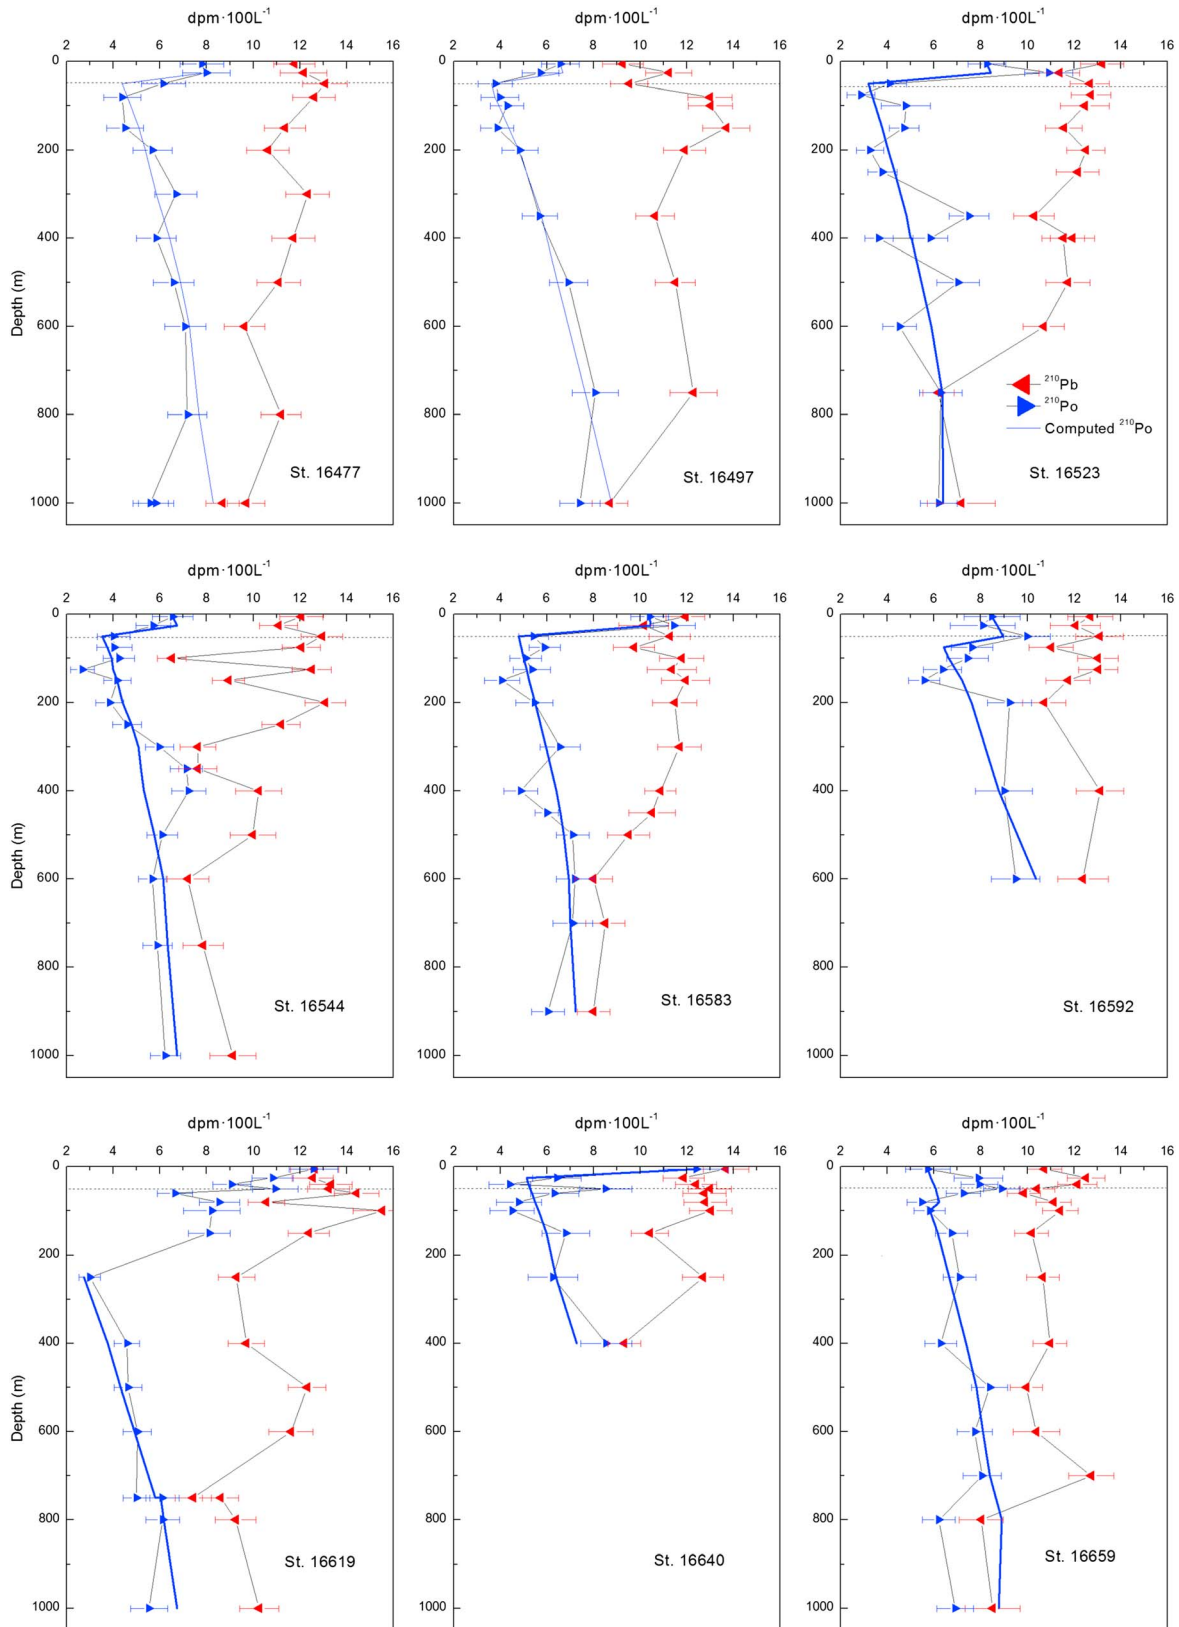 dpm·100L⁻¹ dpm·100L⁻¹ dpm·100L⁻¹
2 4 6 8 10 12 14 16 2 4 6 8 10 12 14 16 2 4 6 8 10 12 14 16
0 0 0
200 200 200
Depth (m)
400 400 400
600 600 600
²¹⁰Pb
²¹⁰Po
Computed ²¹⁰Po
800 800 800
St. 16477 St. 16497 St. 16523
1000 1000 1000
dpm·100L⁻¹ dpm·100L⁻¹ dpm·100L⁻¹
2 4 6 8 10 12 14 16 2 4 6 8 10 12 14 16 2 4 6 8 10 12 14 16
0 0 0
200 200 200
Depth (m)
400 400 400
600 600 600
800 800 800
St. 16544 St. 16583 St. 16592
1000 1000 1000
dpm·100L⁻¹ dpm·100L⁻¹ dpm·100L⁻¹
2 4 6 8 10 12 14 16 2 4 6 8 10 12 14 16 2 4 6 8 10 12 14 16
0 0 0
200 200 200
Depth (m)
400 400 400
600 600 600
800 800 800
St. 16619 St. 16640 St. 16659
1000 1000 1000